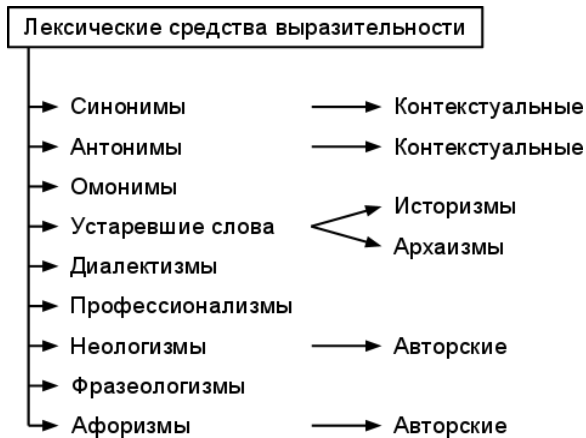 Лексические средства выразительности
Синонимы Контекстуальные
Антонимы Контекстуальные
Омонимы
Историзмы
Устаревшие слова
Архаизмы
Диалектизмы
Профессионализмы
Неологизмы Авторские
Фразеологизмы
Афоризмы Авторские